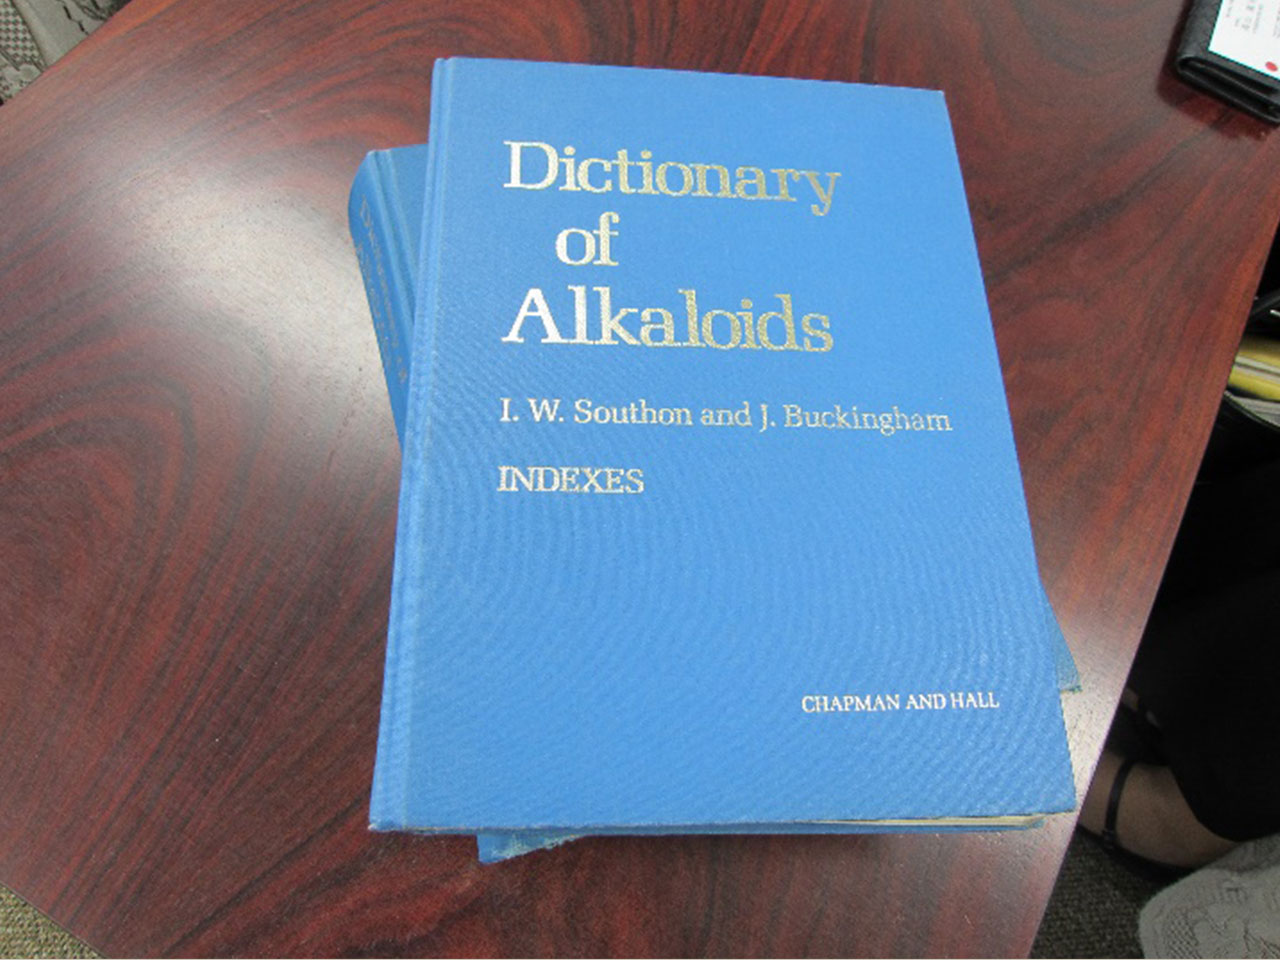 Dictionary
of
Alkaloids
I. W. Southon and J. Buckingham
INDEXES
CHAPMAN AND HALL